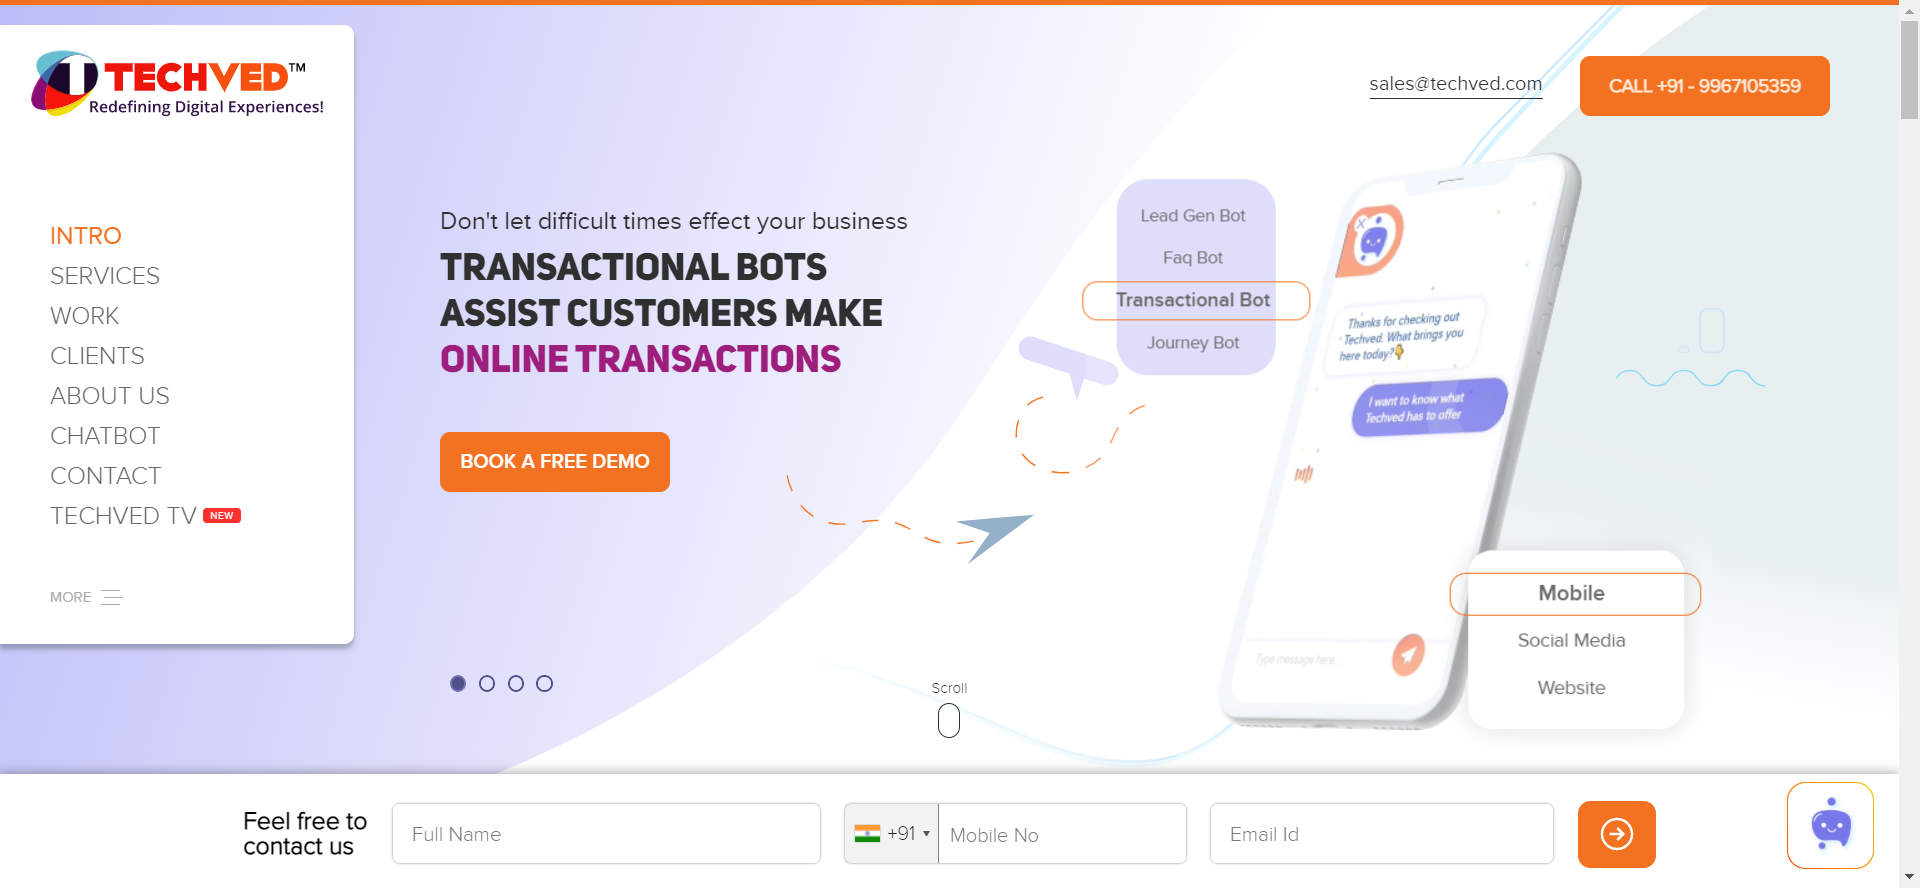 TECHVED™
Redefining Digital Experiences!
INTRO
SERVICES
WORK
CLIENTS
ABOUT US
CHATBOT
CONTACT
TECHVED TV NEW
MORE
sales@techved.com
CALL +91 - 9967105359
Don't let difficult times effect your business
TRANSACTIONAL BOTS
ASSIST CUSTOMERS MAKE
ONLINE TRANSACTIONS
BOOK A FREE DEMO
Lead Gen Bot
Faq Bot
Transactional Bot
Journey Bot
Thanks for checking out
Techved. What brings you
here today?👇
I want to know what
Techved has to offer
Type message here...
Mobile
Social Media
Website
Scroll
Feel free to
contact us
Full Name
+91
Mobile No
Email Id